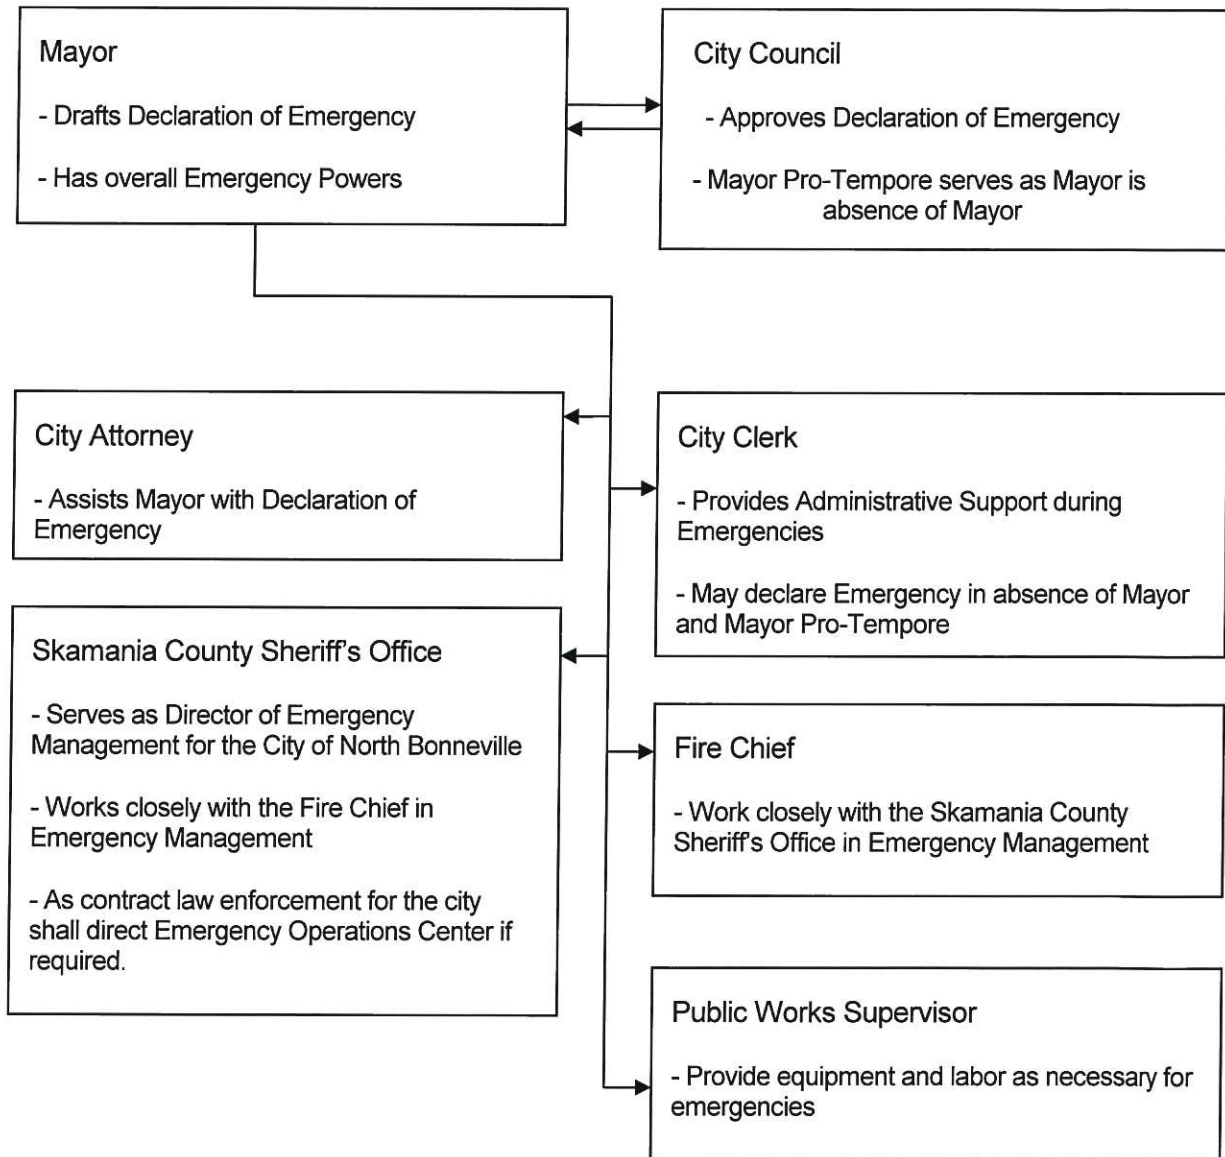 Mayor
- Drafts Declaration of Emergency
- Has overall Emergency Powers
City Council
- Approves Declaration of Emergency
- Mayor Pro-Tempore serves as Mayor is
absence of Mayor
City Attorney
- Assists Mayor with Declaration of
Emergency
City Clerk
- Provides Administrative Support during
Emergencies
- May declare Emergency in absence of Mayor
and Mayor Pro-Tempore
Skamania County Sheriff's Office
- Serves as Director of Emergency
Management for the City of North Bonneville
- Works closely with the Fire Chief in
Emergency Management
- As contract law enforcement for the city
shall direct Emergency Operations Center if
required.
Fire Chief
- Work closely with the Skamania County
Sheriff's Office in Emergency Management
Public Works Supervisor
- Provide equipment and labor as necessary for
emergencies